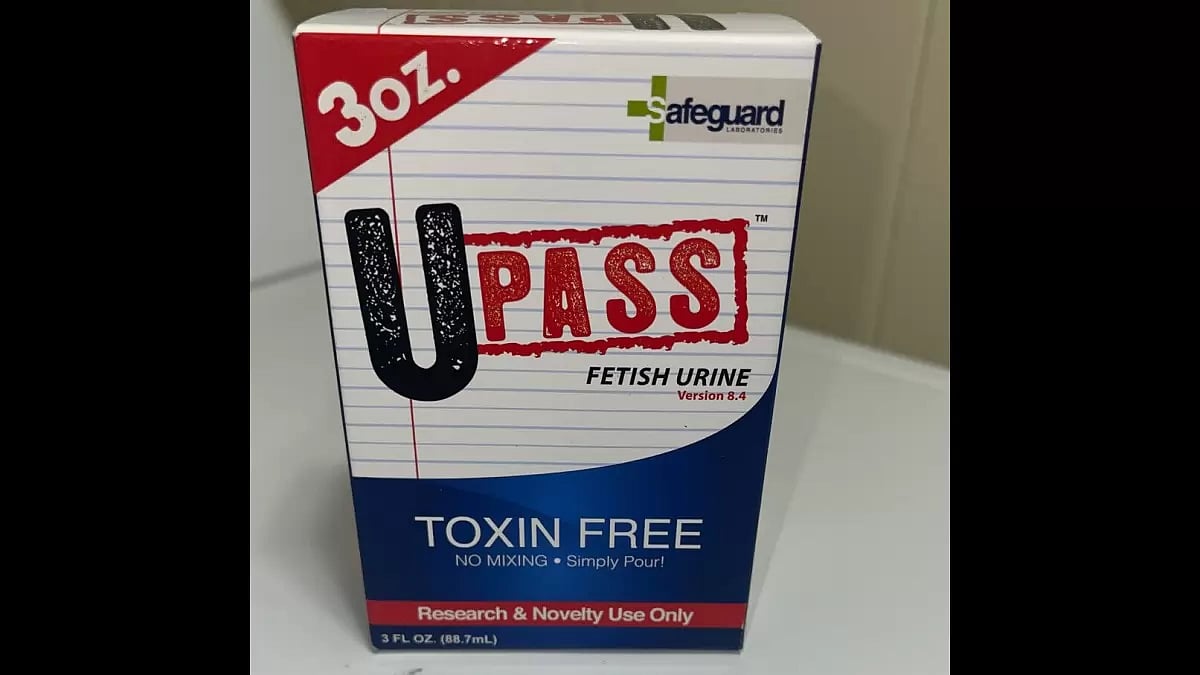 UPASS
3oz.
Safeguard
LABORATORIES
UPASS™
FETISH URINE
Version 8.4
TOXIN FREE
NO MIXING • Simply Pour!
Research & Novelty Use Only
3 FL OZ. (88.7mL)